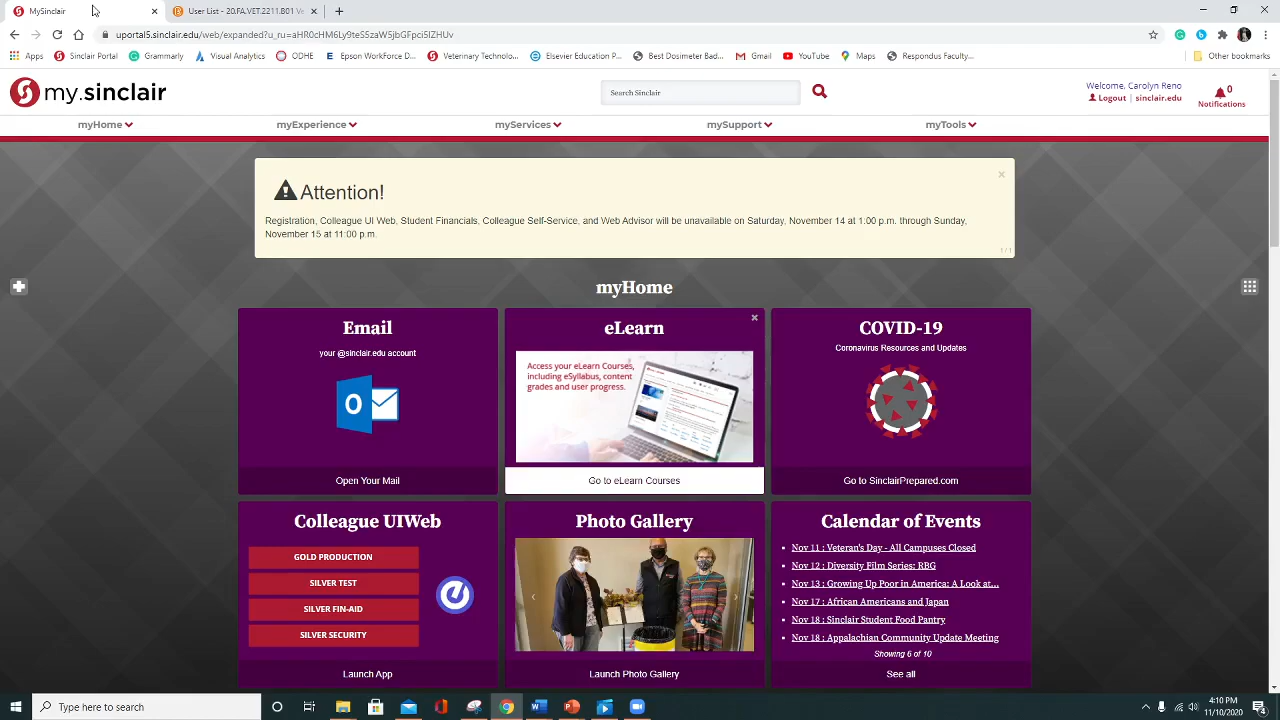 MySinclair
User List - 20.FA.VET.2211.B01 Ve
uportal5.sinclair.edu/web/expanded?u_ru=aHR0cHM6Ly9teS5zaW5jbGFpci5lZHUv
Apps Sinclair Portal Grammarly Visual Analytics ODHE Epson Workforce D... Veterinary Technolo... Elsevier Education P... Best Dosimeter Rad... Gmail YouTube Maps Respondus Faculty... Other bookmarks
my.sinclair
Search Sinclair
Welcome, Carolyn Reno
Logout | sinclair.edu
0
Notifications
myHome myExperience myServices mySupport myTools
Attention!
Registration, Colleague UI Web, Student Financials, Colleague Self-Service, and Web Advisor will be unavailable on Saturday, November 14 at 1:00 p.m. through Sunday,
November 15 at 11:00 p.m.
1 / 1
myHome
Email
your @sinclair.edu account
Open Your Mail
eLearn
Access your eLearn Courses,
including eSyllabus, content
grades and user progress.
Go to eLearn Courses
COVID-19
Coronavirus Resources and Updates
Go to SinclairPrepared.com
Colleague UIWeb
GOLD PRODUCTION
SILVER TEST
SILVER FIN-AID
SILVER SECURITY
Launch App
Photo Gallery
Launch Photo Gallery
Calendar of Events
Nov 11 : Veteran's Day - All Campuses Closed
Nov 12 : Diversity Film Series: RBG
Nov 13 : Growing Up Poor in America: A Look at...
Nov 17 : African Americans and Japan
Nov 18 : Sinclair Student Food Pantry
Nov 18 : Appalachian Community Update Meeting
Showing 6 of 10
See all
Type here to search
4:10 PM
11/10/2020